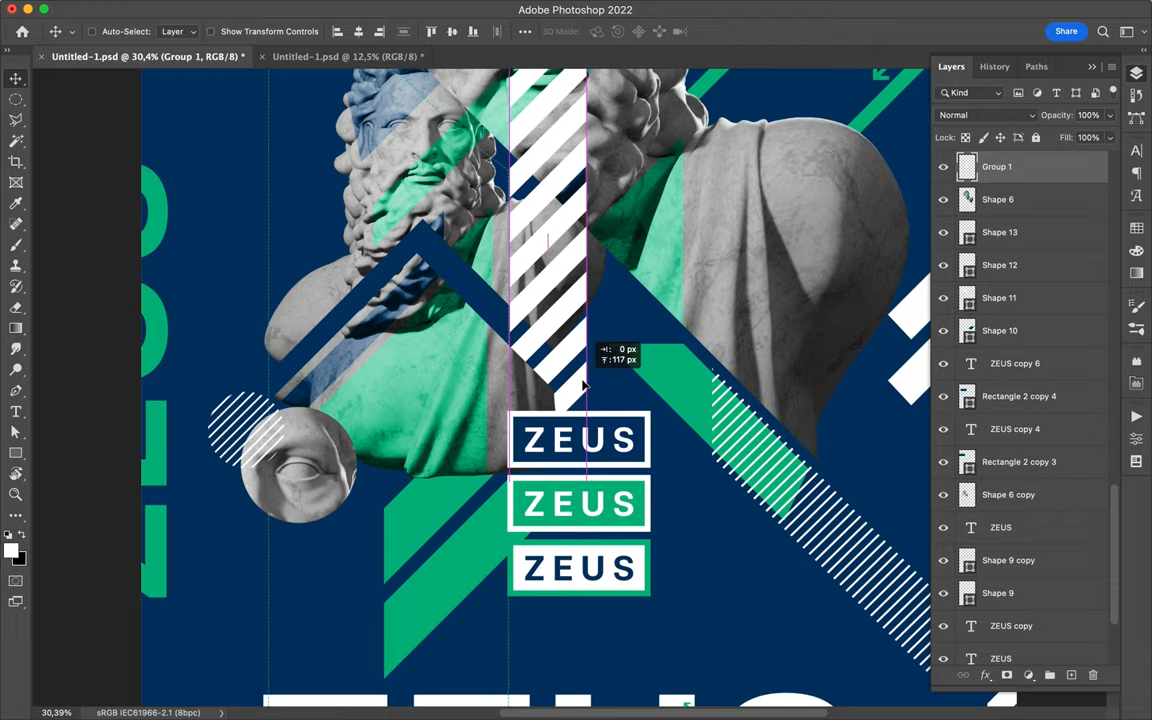 Adobe Photoshop 2022
Auto-Select: Layer
Show Transform Controls
3D Mode:
Share
Untitled-1.psd @ 30,4% (Group 1, RGB/8) *
Untitled-1.psd @ 12,5% (RGB/8) *
Layers History Paths
Kind
Normal Opacity: 100%
Lock: Fill: 100%
Group 1
Shape 6
Shape 13
Shape 12
Shape 11
Shape 10
ZEUS copy 6
Rectangle 2 copy 4
ZEUS copy 4
Rectangle 2 copy 3
Shape 6 copy
ZEUS
Shape 9 copy
Shape 9
ZEUS copy
ZEUS
0 px
117 px
ZEUS
ZEUS
ZEUS
30,39% sRGB IEC61966-2.1 (8bpc)